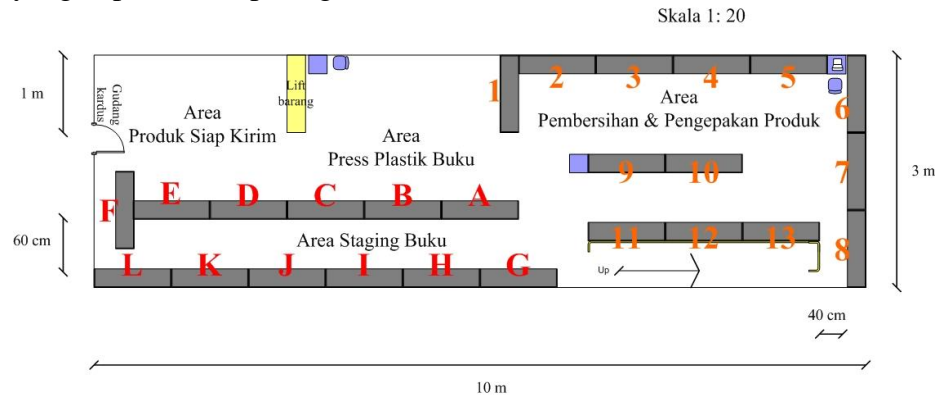 Skala 1: 20
1 m
Gudang
kardus
Area
Produk Siap Kirim
Lift
barang
Area
Press Plastik Buku
1
2
3
4
5
Area
Pembersihan & Pengepakan Produk
6
7
8
9
10
3 m
F
E
D
C
B
A
60 cm
Area Staging Buku
11
12
13
L
K
J
I
H
G
Up
40 cm
10 m